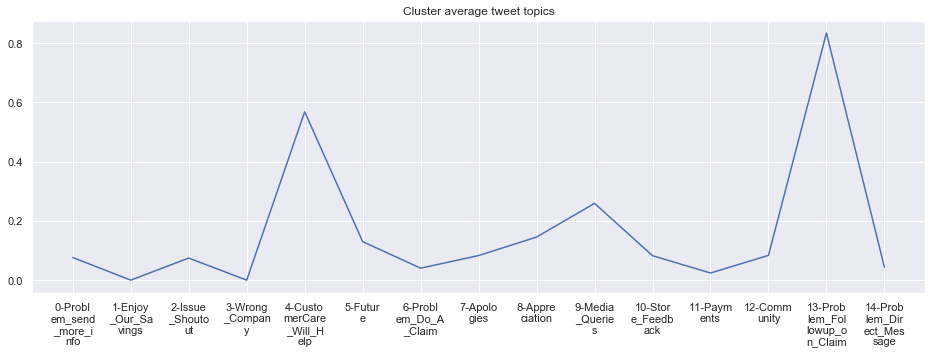 Cluster average tweet topics
0.8
0.6
0.4
0.2
0.0
0-Probl
em_send
_more_i
nfo
1-Enjoy
_Our_Sa
vings
2-Issue
_Shouto
ut
3-Wrong
_Compan
y
4-Custo
merCare
_Will_H
elp
5-Futur
e
6-Probl
em_Do_A
_Claim
7-Apolo
gies
8-Appre
ciation
9-Media
_Querie
s
10-Stor
e_Feedb
ack
11-Paym
ents
12-Comm
unity
13-Prob
lem_Fol
lowup_o
n_Claim
14-Prob
lem_Dir
ect_Mes
sage